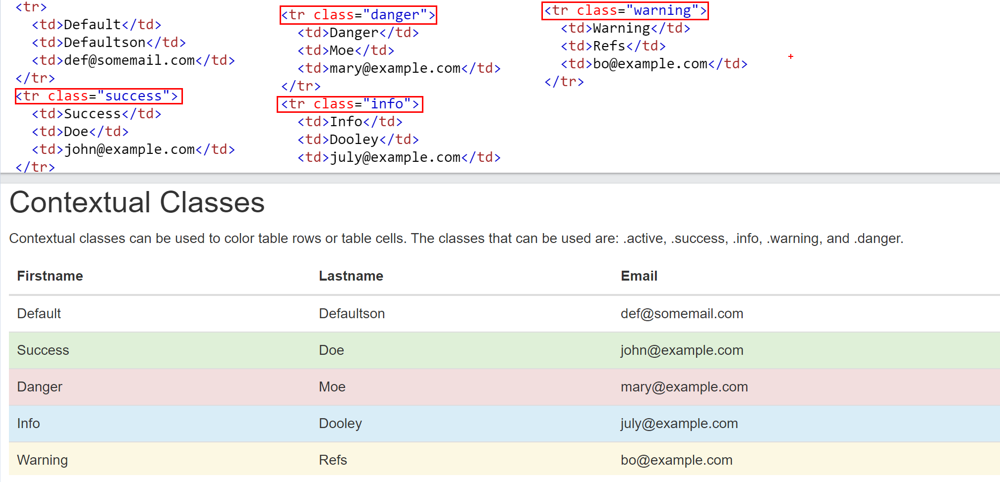 <tr>
<td>Default</td>
<td>Defaultson</td>
<td>def@somemail.com</td>
</tr>
<tr class="success">
<td>Success</td>
<td>Doe</td>
<td>john@example.com</td>
</tr>
<tr class="danger">
<td>Danger</td>
<td>Moe</td>
<td>mary@example.com</td>
</tr>
<tr class="info">
<td>Info</td>
<td>Dooley</td>
<td>july@example.com</td>
<tr class="warning">
<td>Warning</td>
<td>Refs</td>
<td>bo@example.com</td>
</tr>
Contextual Classes
Contextual classes can be used to color table rows or table cells. The classes that can be used are: .active, .success, .info, .warning, and .danger.
Firstname Lastname Email
Default Defaultson def@somemail.com
Success Doe john@example.com
Danger Moe mary@example.com
Info Dooley july@example.com
Warning Refs bo@example.com